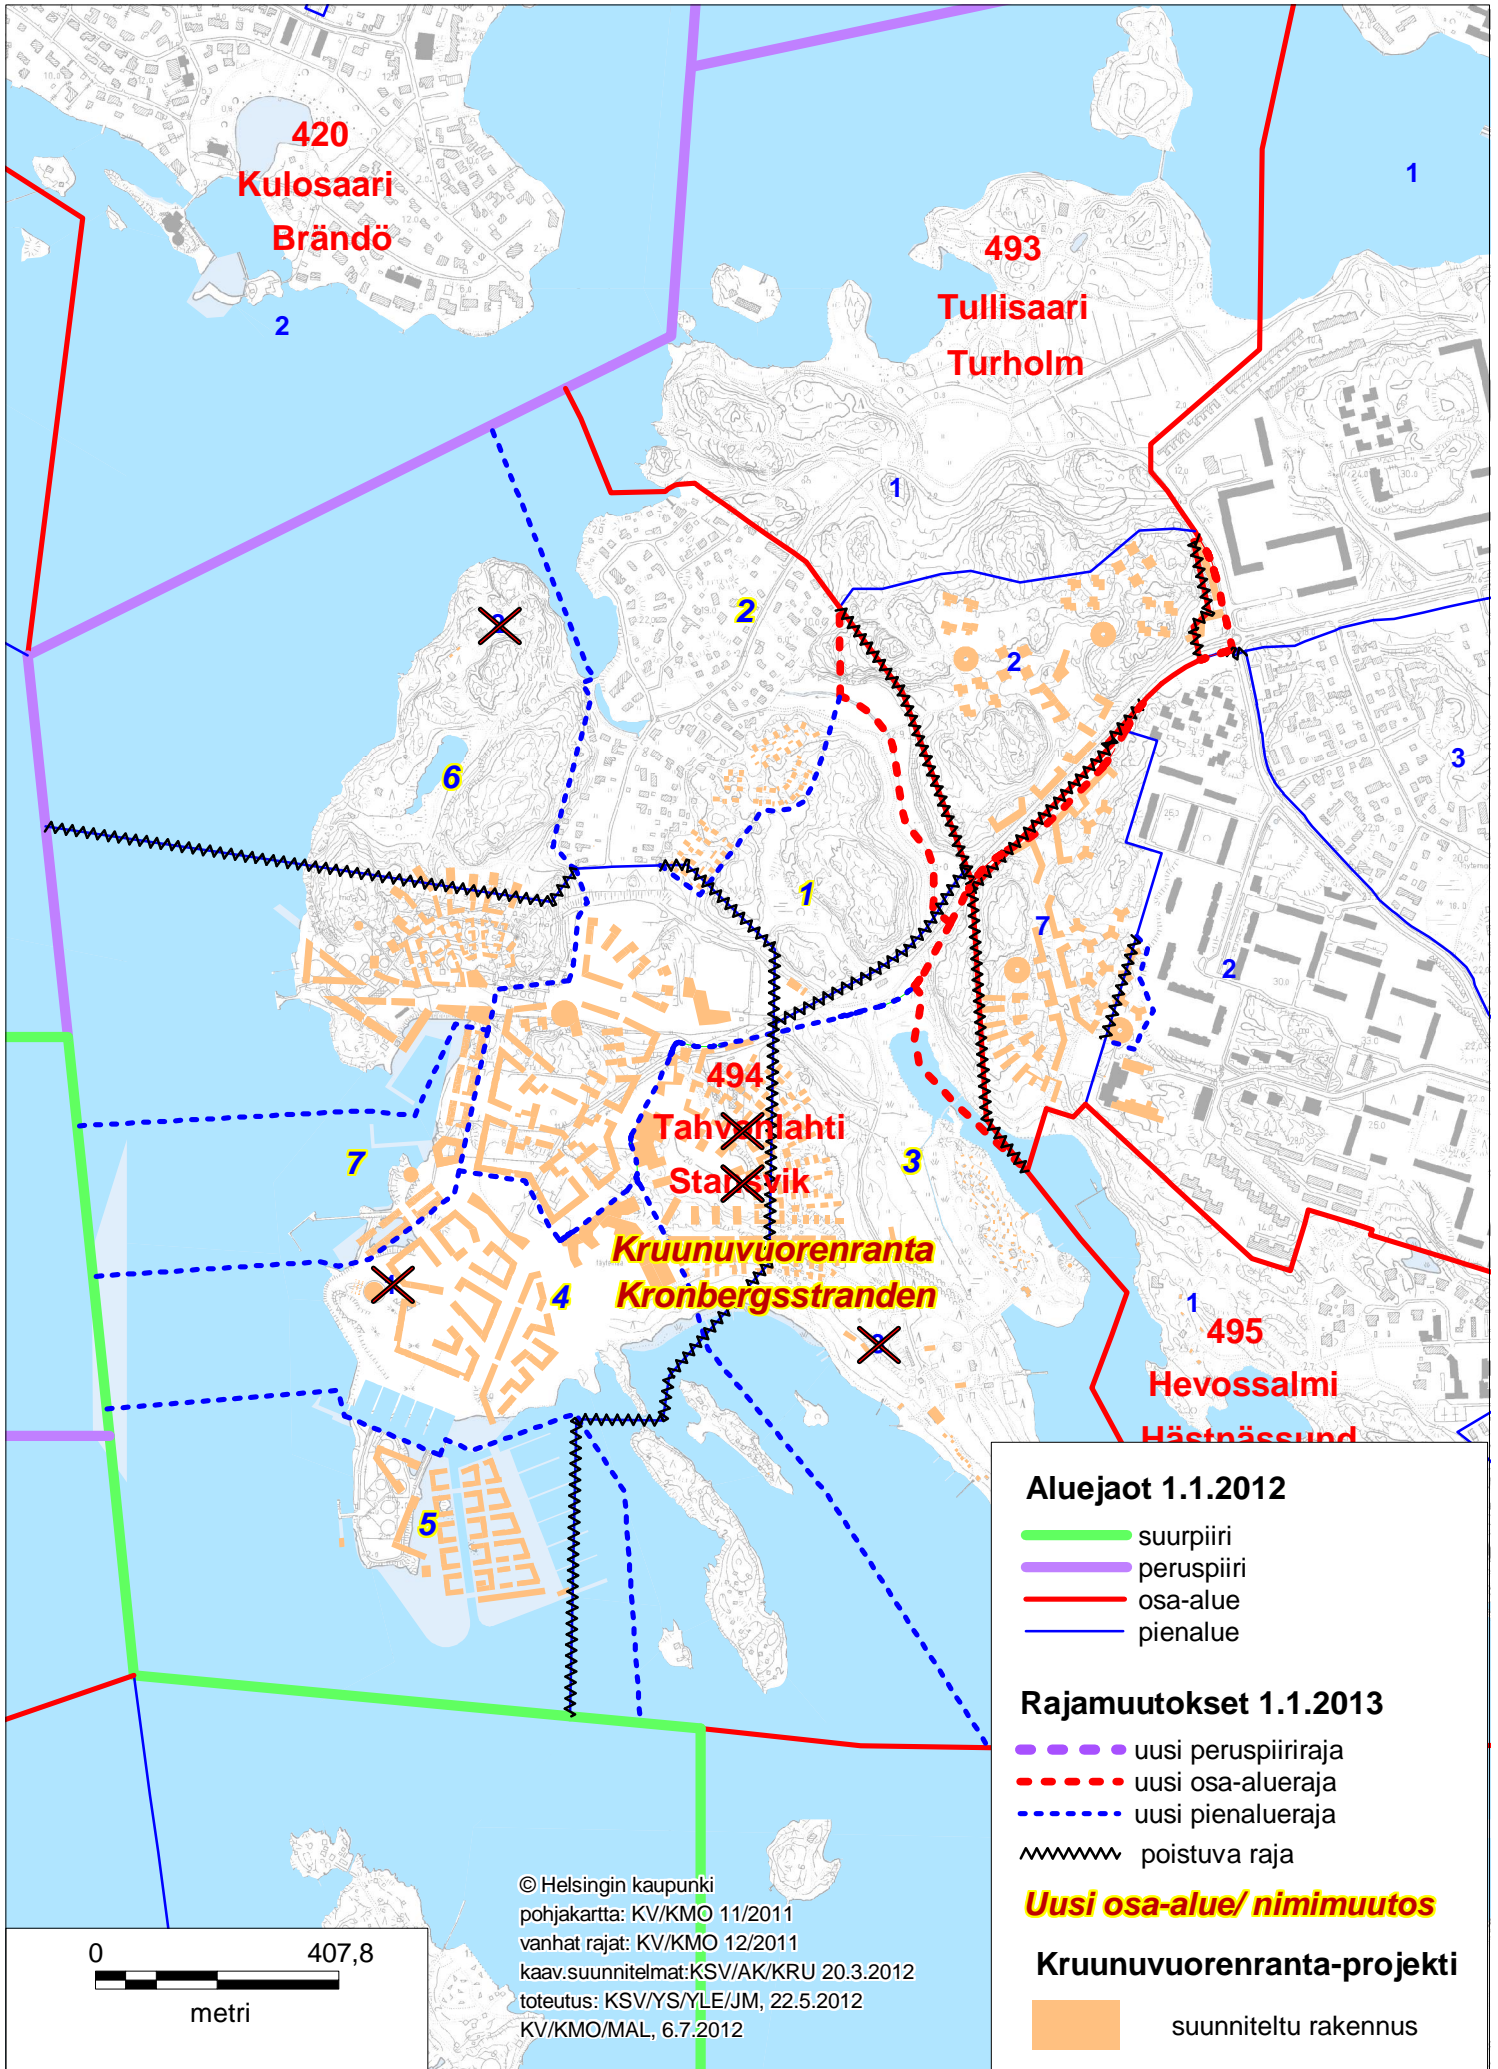 420
Kulosaari
Brändö
2
1
493
Tullisaari
Turholm
1
2
2
6
3
1
7
2
494
Tahvonlahti
Stansvik
7
3
Kruunuvuorenranta
Kronbergsstranden
4
1
495
Hevossalmi
Hästnässund
5
Aluejaot 1.1.2012
suurpiiri
peruspiiri
osa-alue
pienalue
Rajamuutokset 1.1.2013
uusi peruspiiriraja
uusi osa-alueraja
uusi pienalueraja
poistuva raja
Uusi osa-alue/ nimimuutos
Kruunuvuorenranta-projekti
suunniteltu rakennus
© Helsingin kaupunki
pohjakartta: KV/KMO 11/2011
vanhat rajat: KV/KMO 12/2011
kaav.suunnitelmat:KSV/AK/KRU 20.3.2012
toteutus: KSV/YS/YLE/JM, 22.5.2012
KV/KMO/MAL, 6.7.2012
0 407,8
metri